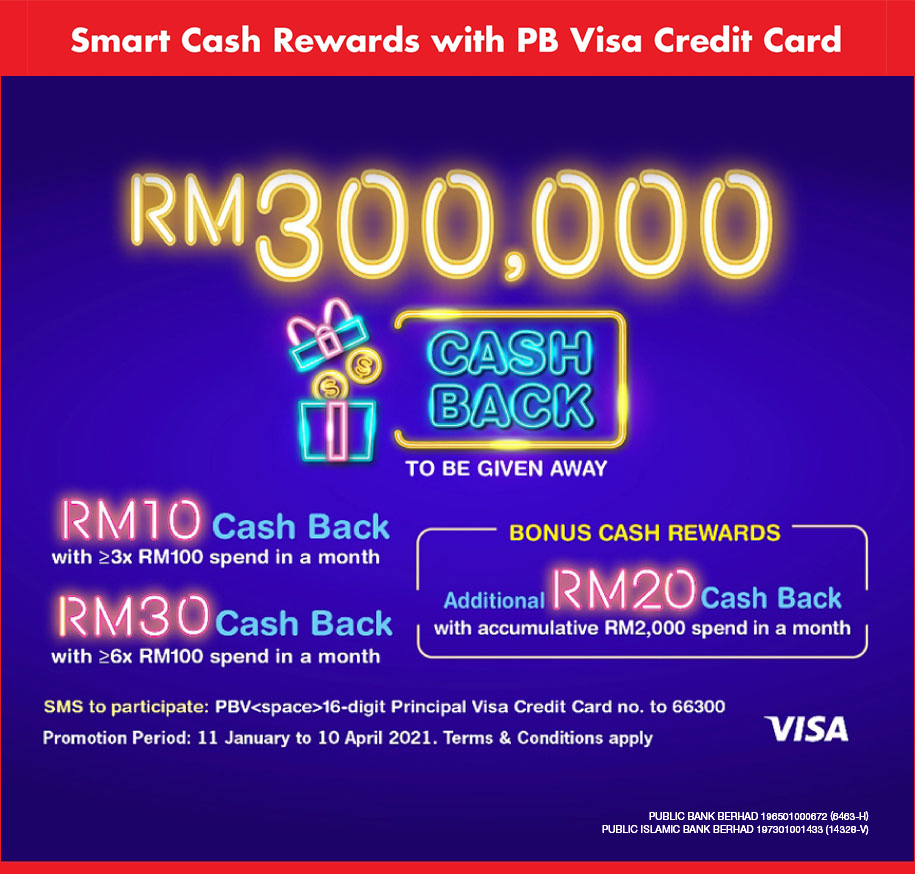 Smart Cash Rewards with PB Visa Credit Card
RM300,000
CASH
BACK
TO BE GIVEN AWAY
RM10 Cash Back
with ≥3x RM100 spend in a month
RM30 Cash Back
with ≥6x RM100 spend in a month
BONUS CASH REWARDS
Additional RM20 Cash Back
with accumulative RM2,000 spend in a month
SMS to participate: PBV<space>16-digit Principal Visa Credit Card no. to 66300
Promotion Period: 11 January to 10 April 2021. Terms & Conditions apply
VISA
PUBLIC BANK BERHAD 196501000672 (6463-H)
PUBLIC ISLAMIC BANK BERHAD 197301001433 (14328-V)